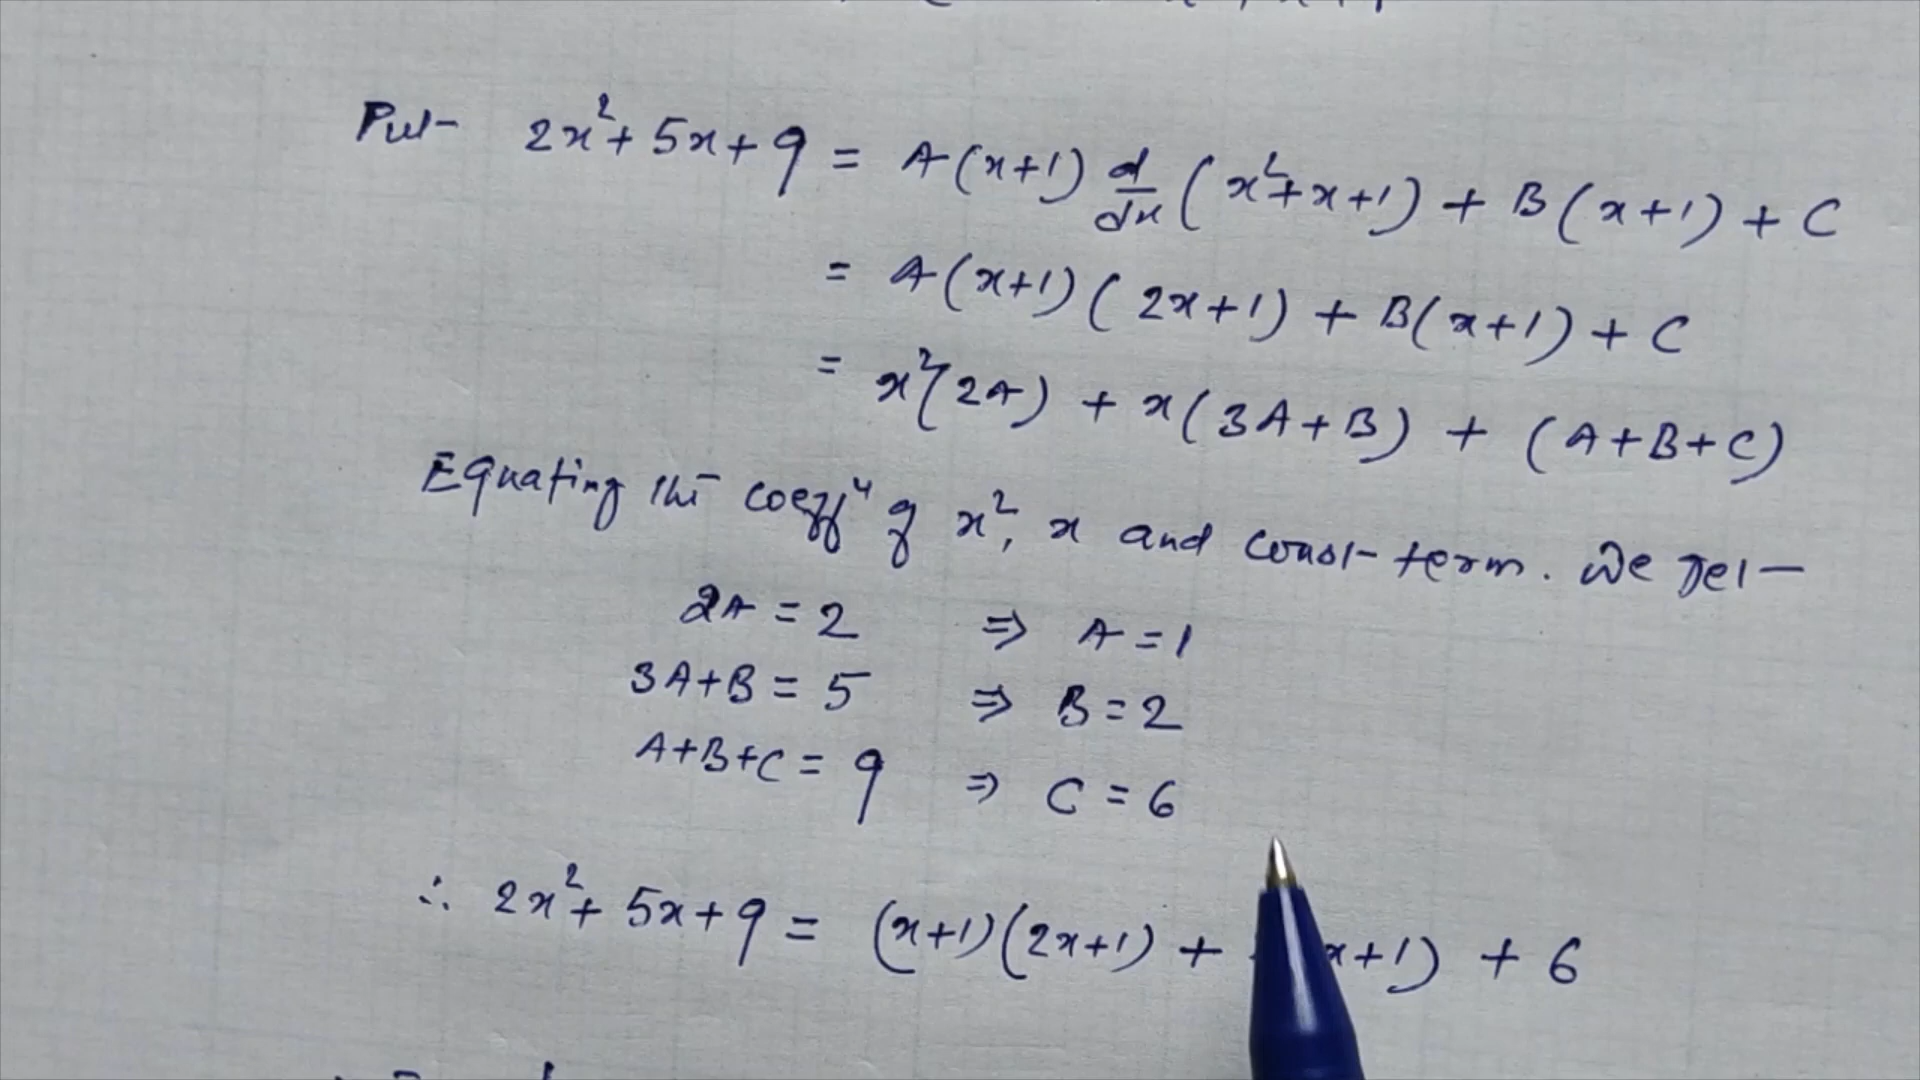 Put 2x² + 5x + 9 = A(x+1) d/dx (x²+x+1) + B(x+1) + C
= A(x+1)(2x+1) + B(x+1) + C
= x²(2A) + x(3A+B) + (A+B+C)
Equating the coeffⁿ of x², x and const term. We get
2A = 2 ⇒ A = 1
3A+B = 5 ⇒ B = 2
A+B+C = 9 ⇒ C = 6
∴ 2x² + 5x + 9 = (x+1)(2x+1) + x+1) + 6